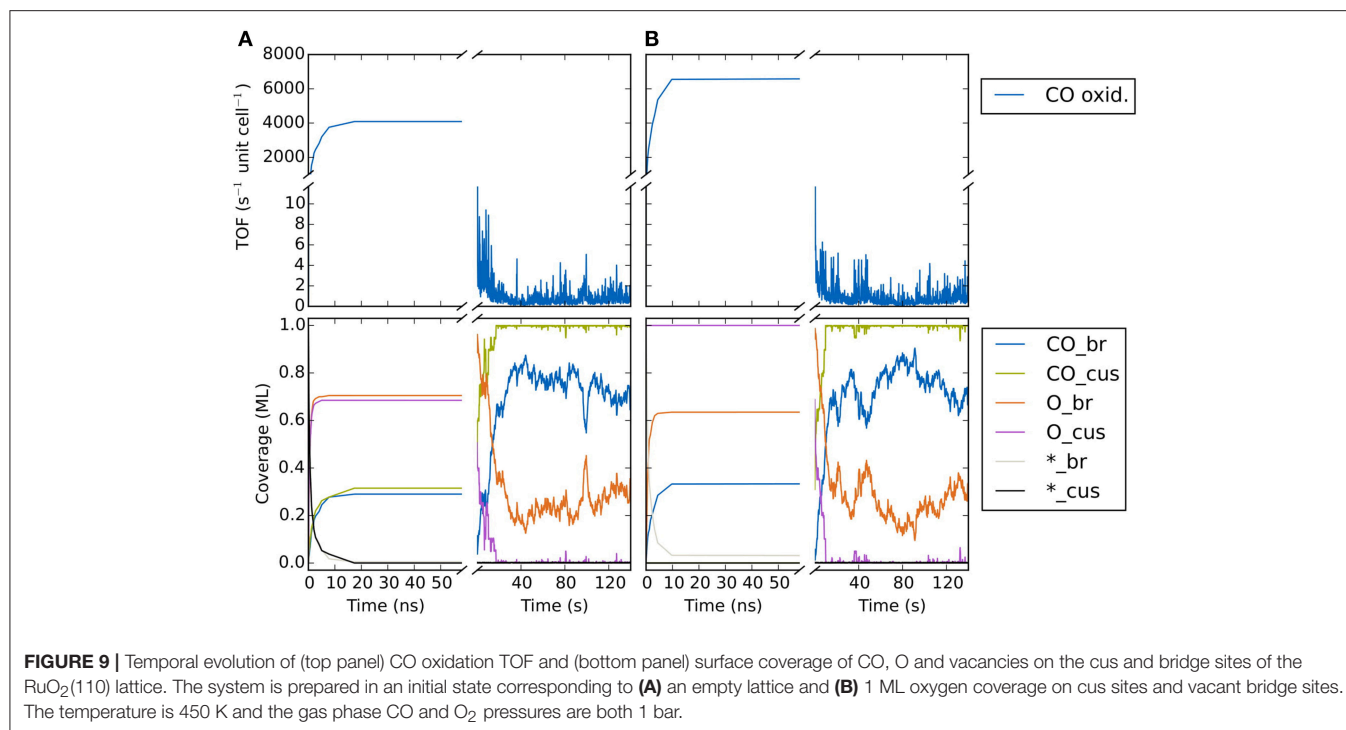 A
B
8000
6000
4000
2000
10
8
6
4
2
0
TOF (s⁻¹ unit cell⁻¹)
CO oxid.
1.0
0.8
0.6
0.4
0.2
0.0
Coverage (ML)
0 10 20 30 40 50
40 80 120
0 10 20 30 40 50
40 80 120
Time (ns)
Time (s)
Time (ns)
Time (s)
CO_br
CO_cus
O_br
O_cus
*_br
*_cus
FIGURE 9 | Temporal evolution of (top panel) CO oxidation TOF and (bottom panel) surface coverage of CO, O and vacancies on the cus and bridge sites of the
RuO₂(110) lattice. The system is prepared in an initial state corresponding to (A) an empty lattice and (B) 1 ML oxygen coverage on cus sites and vacant bridge sites.
The temperature is 450 K and the gas phase CO and O₂ pressures are both 1 bar.